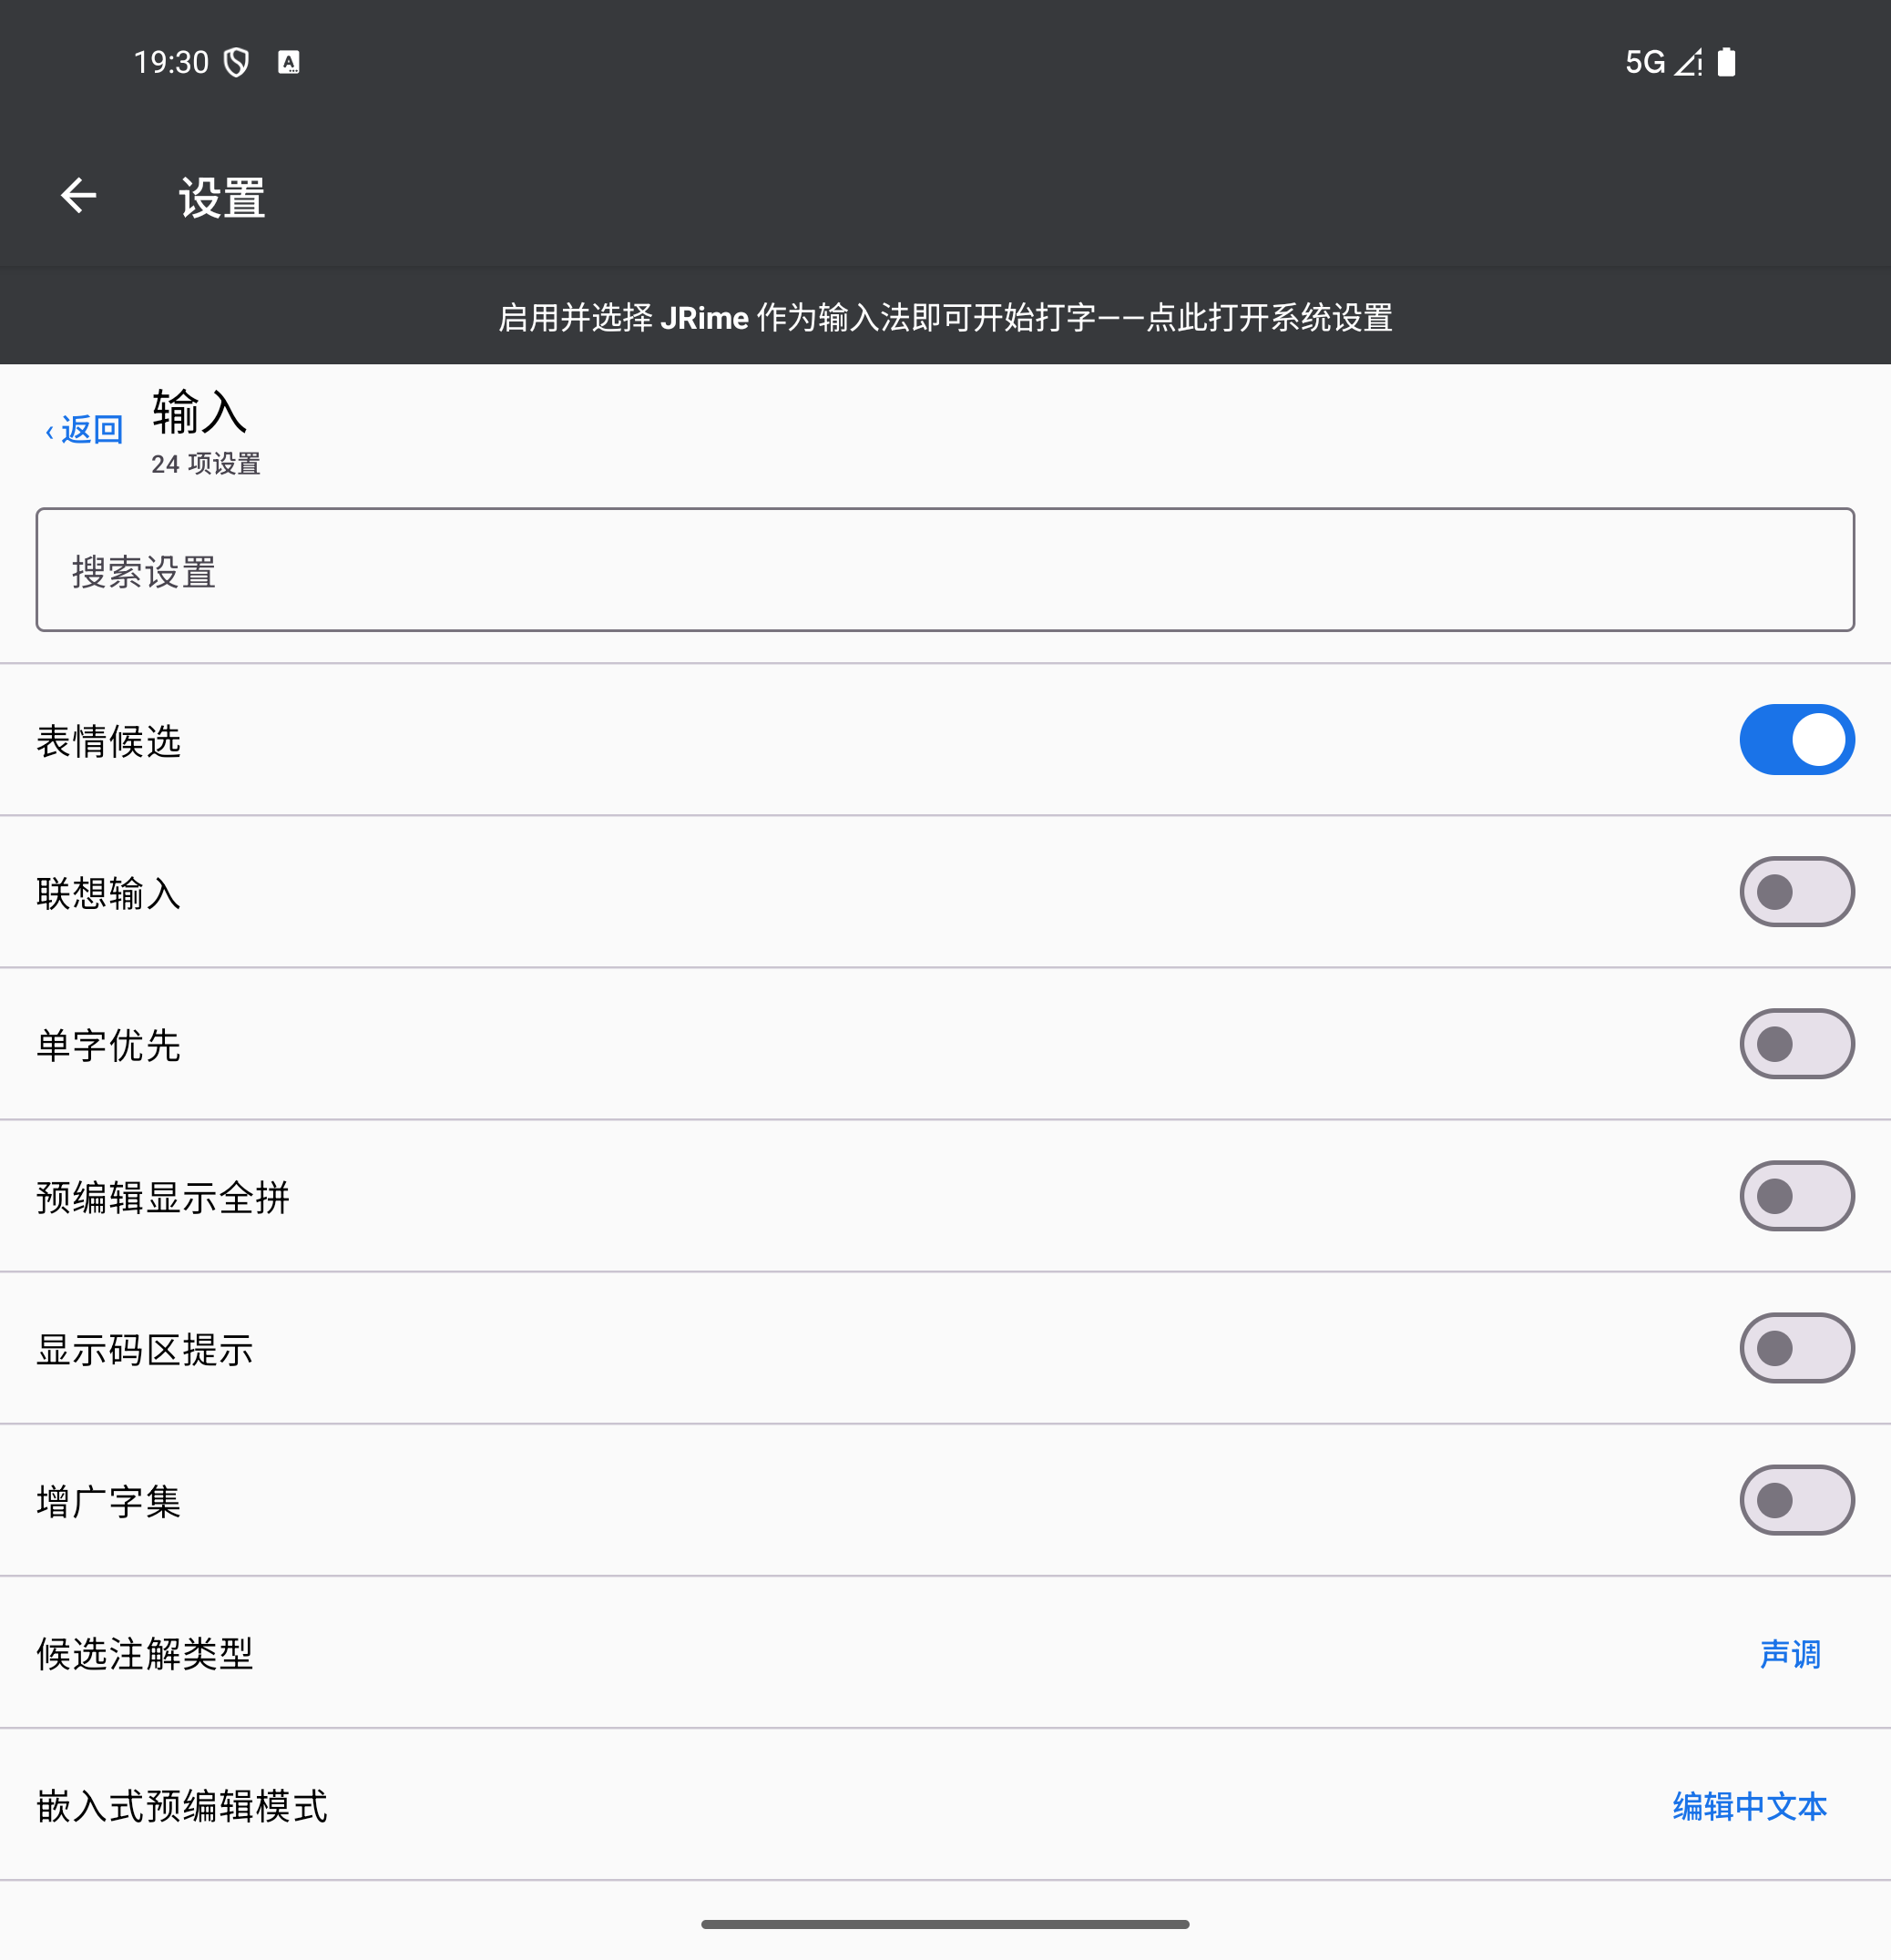 19:30
5G
设置
启用并选择 JRime 作为输入法即可开始打字——点此打开系统设置
‹ 返回
输入
24 项设置
搜索设置
表情候选
联想输入
单字优先
预编辑显示全拼
显示码区提示
增广字集
候选注解类型
声调
嵌入式预编辑模式
编辑中文本